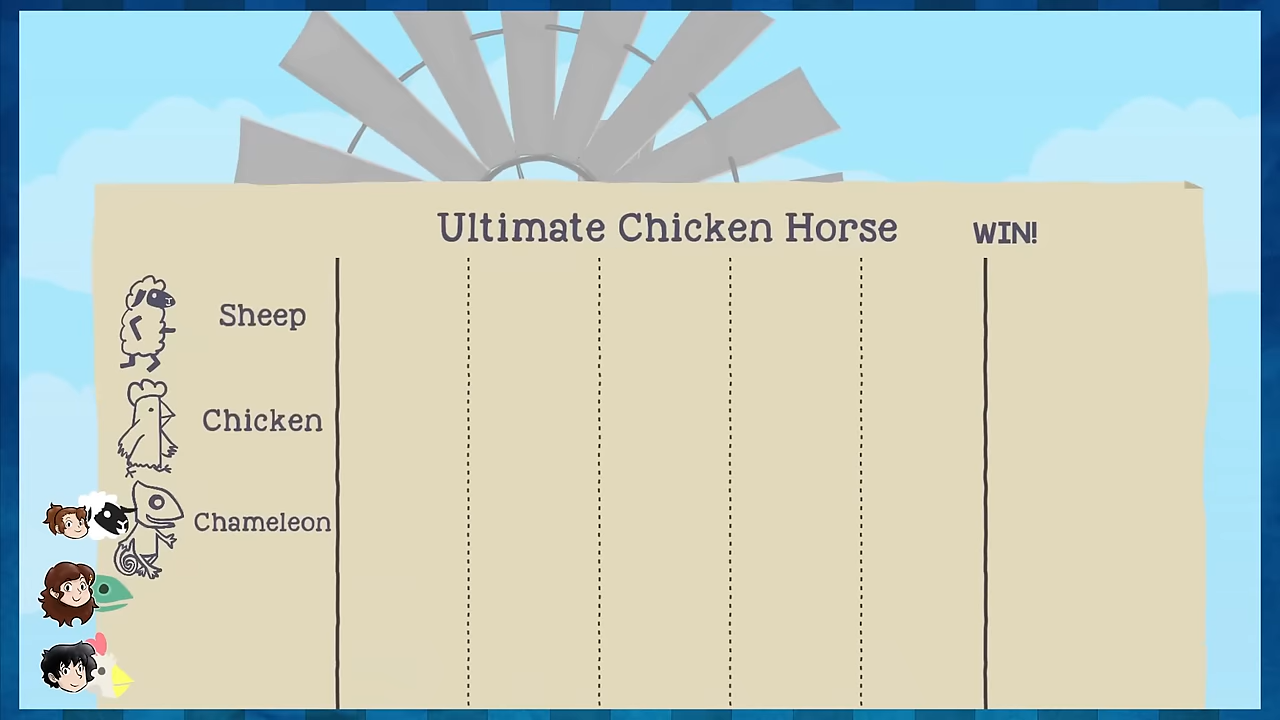 Ultimate Chicken Horse
WIN!
Sheep
Chicken
Chameleon